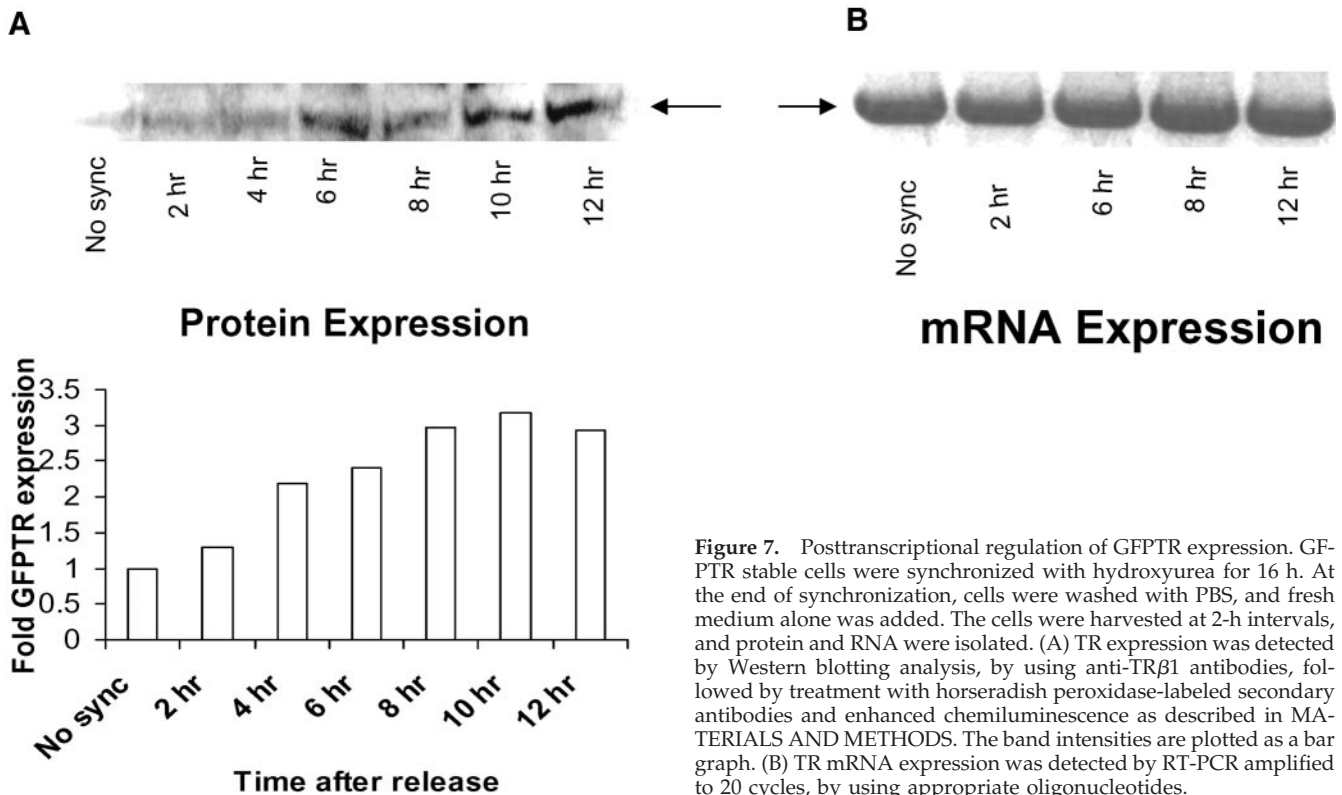 A
B
No sync
2 hr
4 hr
6 hr
8 hr
10 hr
12 hr
No sync
2 hr
6 hr
8 hr
12 hr
Protein Expression
mRNA Expression
Fold GFPTR expression
3.5
3
2.5
2
1.5
1
0.5
0
No sync
2 hr
4 hr
6 hr
8 hr
10 hr
12 hr
Time after release
Figure 7. Posttranscriptional regulation of GFPTR expression. GF-
PTR stable cells were synchronized with hydroxyurea for 16 h. At
the end of synchronization, cells were washed with PBS, and fresh
medium alone was added. The cells were harvested at 2-h intervals,
and protein and RNA were isolated. (A) TR expression was detected
by Western blotting analysis, by using anti-TRβ1 antibodies, fol-
lowed by treatment with horseradish peroxidase-labeled secondary
antibodies and enhanced chemiluminescence as described in MA-
TERIALS AND METHODS. The band intensities are plotted as a bar
graph. (B) TR mRNA expression was detected by RT-PCR amplified
to 20 cycles, by using appropriate oligonucleotides.